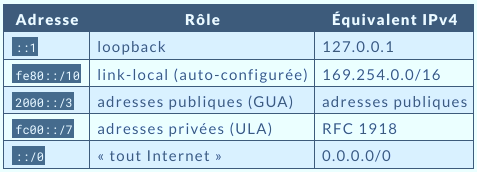 Adresse Rôle Équivalent IPv4
::1 loopback 127.0.0.1
fe80::/10 link-local (auto-configurée) 169.254.0.0/16
2000::/3 adresses publiques (GUA) adresses publiques
fc00::/7 adresses privées (ULA) RFC 1918
::/0 « tout Internet » 0.0.0.0/0